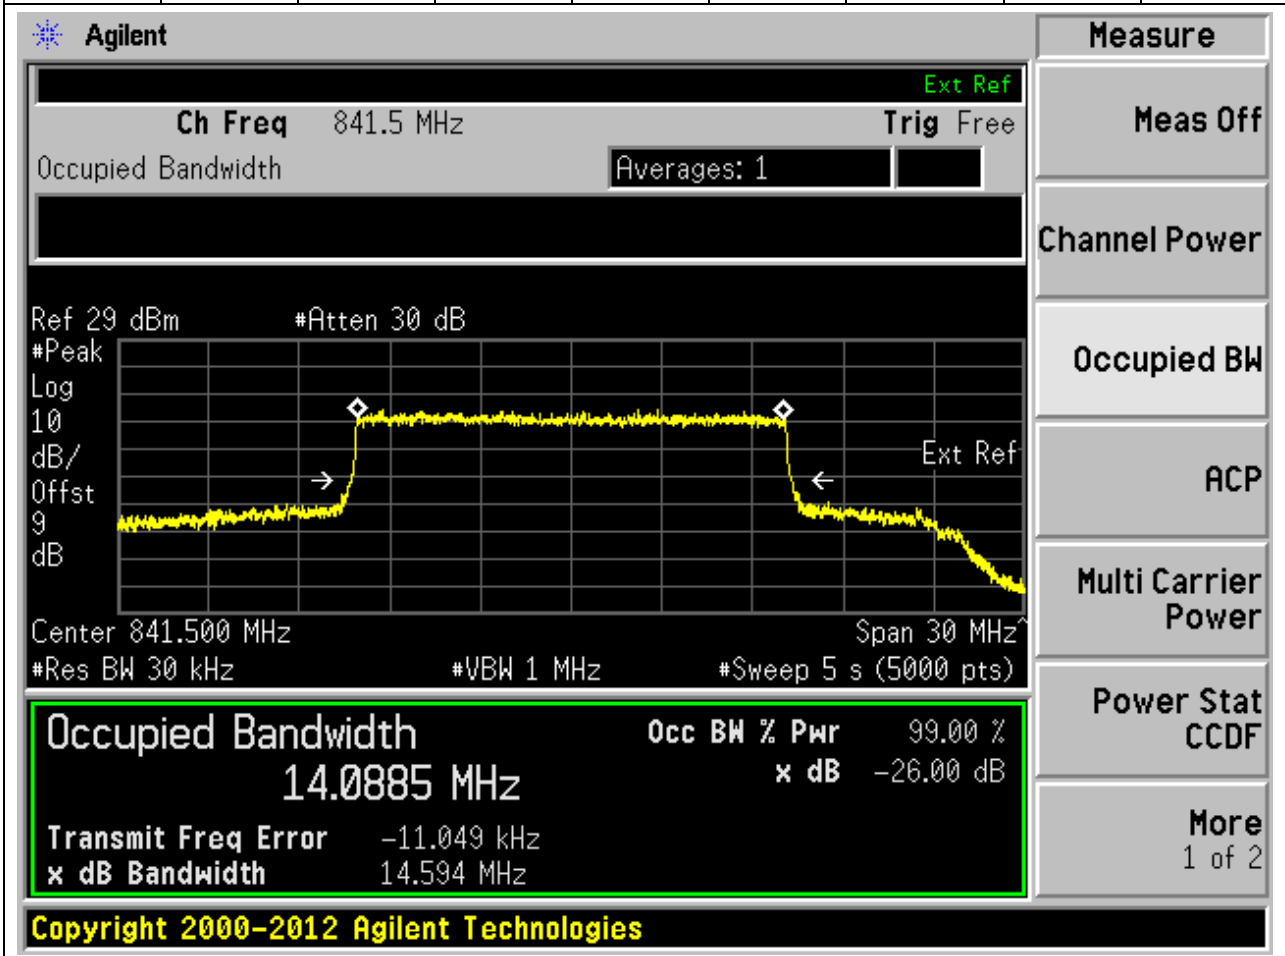 Agilent
Measure
Ext Ref
Ch Freq 841.5 MHz Trig Free
Meas Off
Occupied Bandwidth Averages: 1
Channel Power
Ref 29 dBm #Atten 30 dB
#Peak
Log
10
dB/
Offst
9
dB
Ext Ref
Occupied BW
ACP
Center 841.500 MHz Span 30 MHz^
#Res BW 30 kHz #VBW 1 MHz #Sweep 5 s (5000 pts)
Multi Carrier
Power
Occupied Bandwidth Occ BW % Pwr 99.00 %
14.0885 MHz x dB -26.00 dB
Transmit Freq Error -11.049 kHz
x dB Bandwidth 14.594 MHz
Power Stat
CCDF
More
1 of 2
Copyright 2000-2012 Agilent Technologies